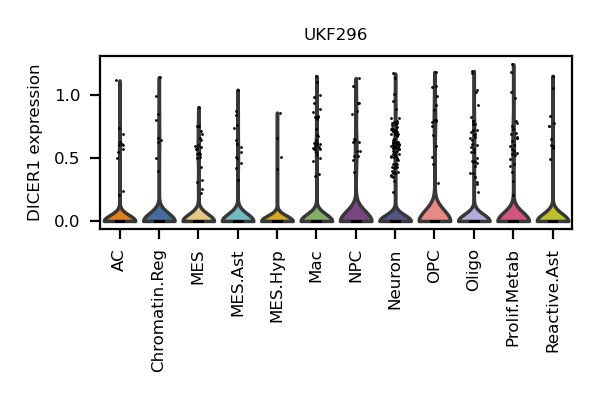 UKF296
DICER1 expression
1.0
0.5
0.0
AC
Chromatin.Reg
MES
MES.Ast
MES.Hyp
Mac
NPC
Neuron
OPC
Oligo
Prolif.Metab
Reactive.Ast